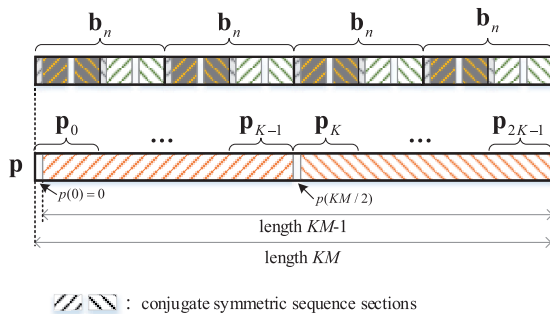 b_n b_n b_n b_n
p_0 ... p_{K-1} p_K ... p_{2K-1}
p
p(0) = 0 p(KM / 2)
length KM-1
length KM
: conjugate symmetric sequence sections